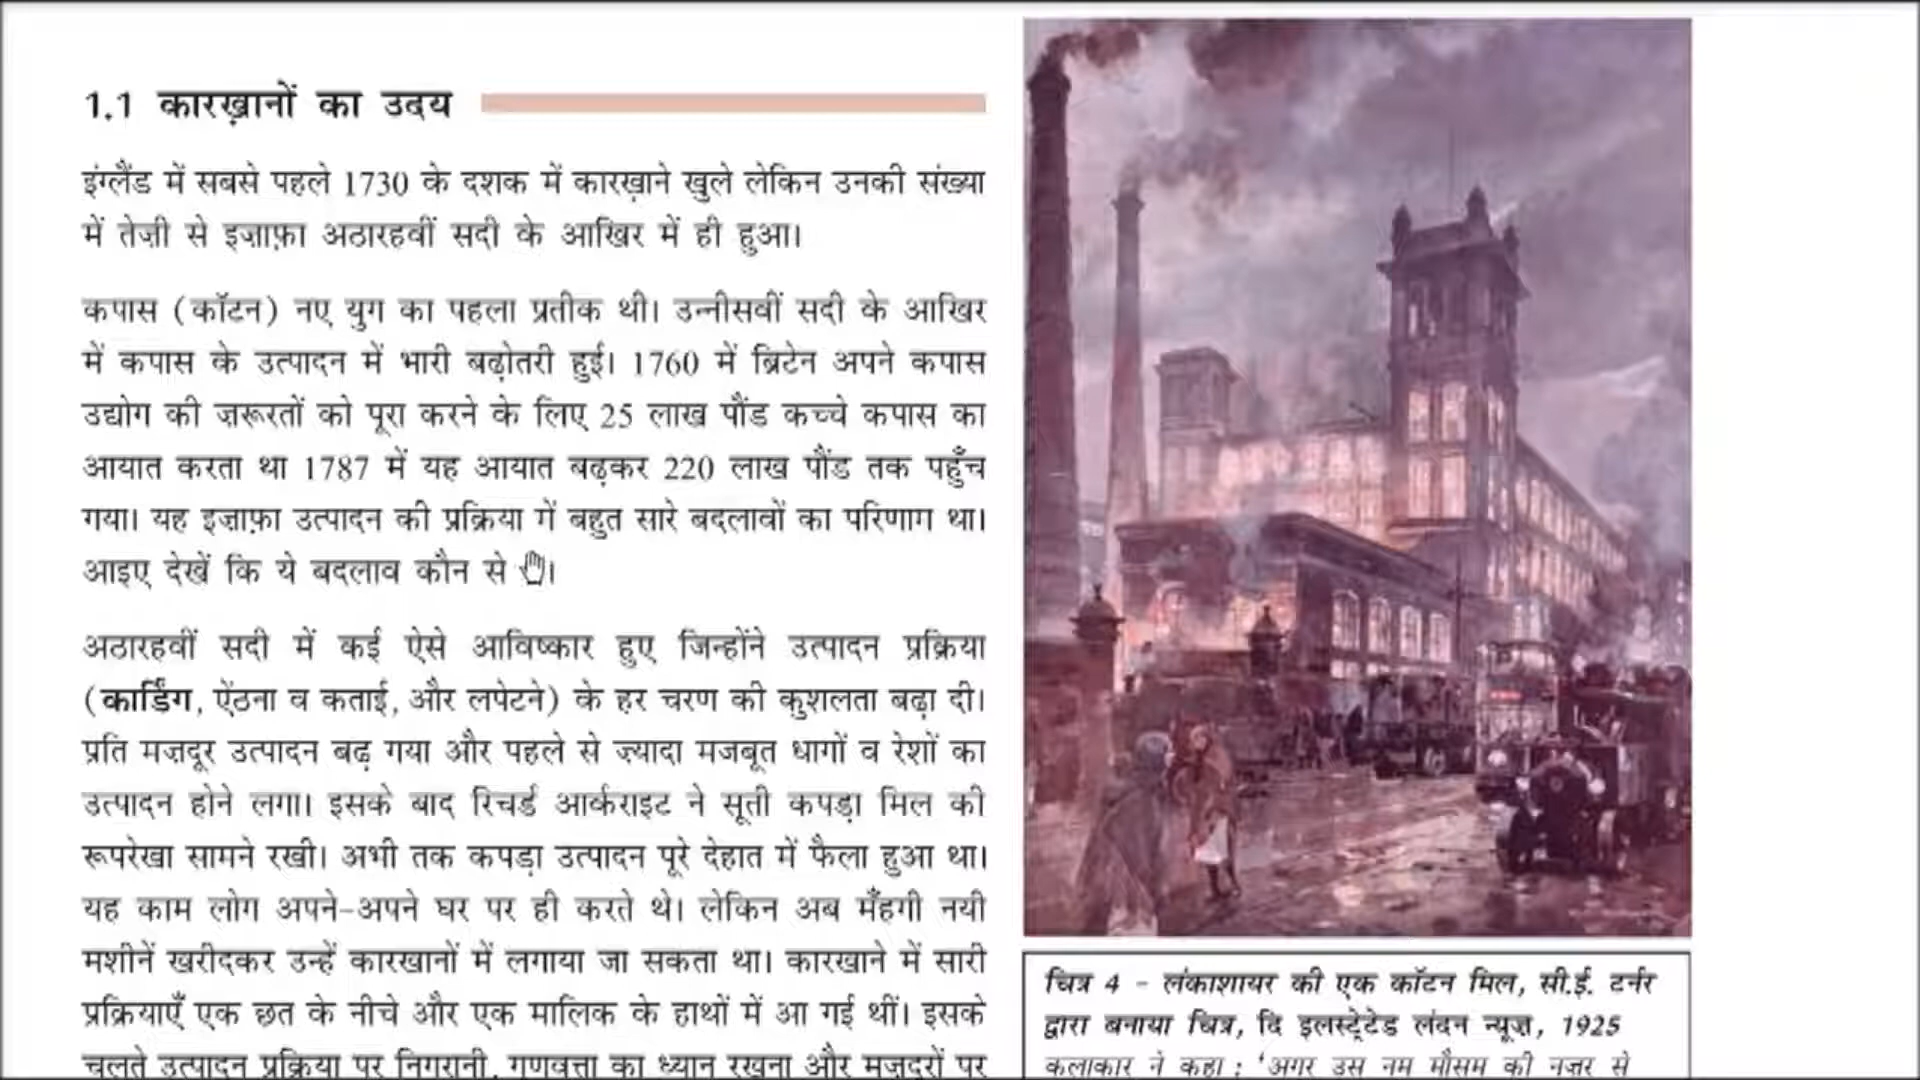 1.1 कारख़ानों का उदय
इंग्लैंड में सबसे पहले 1730 के दशक में कारख़ाने खुले लेकिन उनकी संख्या
में तेज़ी से इज़ाफ़ा अठारहवीं सदी के आखिर में ही हुआ।
कपास (कॉटन) नए युग का पहला प्रतीक थी। उन्नीसवीं सदी के आखिर
में कपास के उत्पादन में भारी बढ़ोतरी हुई। 1760 में ब्रिटेन अपने कपास
उद्योग की ज़रूरतों को पूरा करने के लिए 25 लाख पौंड कच्चे कपास का
आयात करता था 1787 में यह आयात बढ़कर 220 लाख पौंड तक पहुँच
गया। यह इज़ाफ़ा उत्पादन की प्रक्रिया में बहुत सारे बदलावों का परिणाम था।
आइए देखें कि ये बदलाव कौन से ।
अठारहवीं सदी में कई ऐसे आविष्कार हुए जिन्होंने उत्पादन प्रक्रिया
(कार्डिंग, ऐंठना व कताई, और लपेटने) के हर चरण की कुशलता बढ़ा दी।
प्रति मज़दूर उत्पादन बढ़ गया और पहले से ज़्यादा मजबूत धागों व रेशों का
उत्पादन होने लगा। इसके बाद रिचर्ड आर्कराइट ने सूती कपड़ा मिल की
रूपरेखा सामने रखी। अभी तक कपड़ा उत्पादन पूरे देहात में फैला हुआ था।
यह काम लोग अपने-अपने घर पर ही करते थे। लेकिन अब मँहगी नयी
मशीनें खरीदकर उन्हें कारखानों में लगाया जा सकता था। कारखाने में सारी
प्रक्रियाएँ एक छत के नीचे और एक मालिक के हाथों में आ गई थीं। इसके
चलते उत्पादन प्रक्रिया पर निगरानी, गुणवत्ता का ध्यान रखना और मज़दूरों पर
चित्र 4 - लंकाशायर की एक कॉटन मिल, सी.ई. टर्नर
द्वारा बनाया चित्र, दि इलस्ट्रेटेड लंदन न्यूज़, 1925
कलाकार ने कहा : 'अगर उस नम मौसम की नज़र से